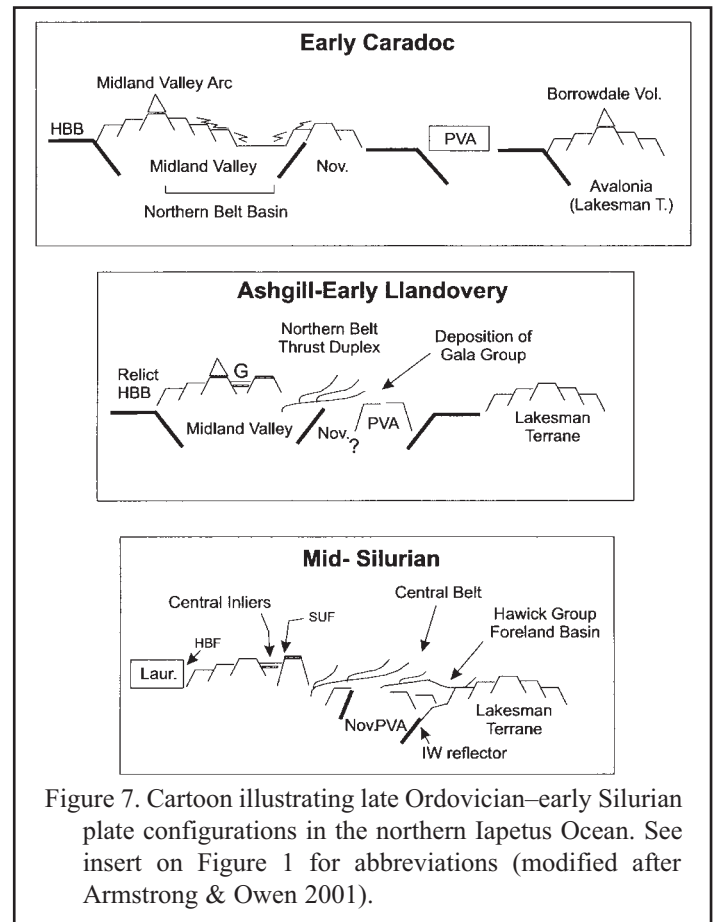 Early Caradoc
Midland Valley Arc
Borrowdale Vol.
HBB
PVA
Midland Valley
Nov.
Avalonia
(Lakesman T.)
Northern Belt Basin
Ashgill-Early Llandovery
Northern Belt
Thrust Duplex
Deposition of
Gala Group
Relict
HBB
G
Midland Valley
Nov.
?
PVA
Lakesman
Terrane
Mid- Silurian
Central Inliers
SUF
Central Belt
Hawick Group
Foreland Basin
HBF
Laur.
Nov.
PVA
Lakesman
Terrane
IW reflector
Figure 7. Cartoon illustrating late Ordovician–early Silurian
plate configurations in the northern Iapetus Ocean. See
insert on Figure 1 for abbreviations (modified after
Armstrong & Owen 2001).